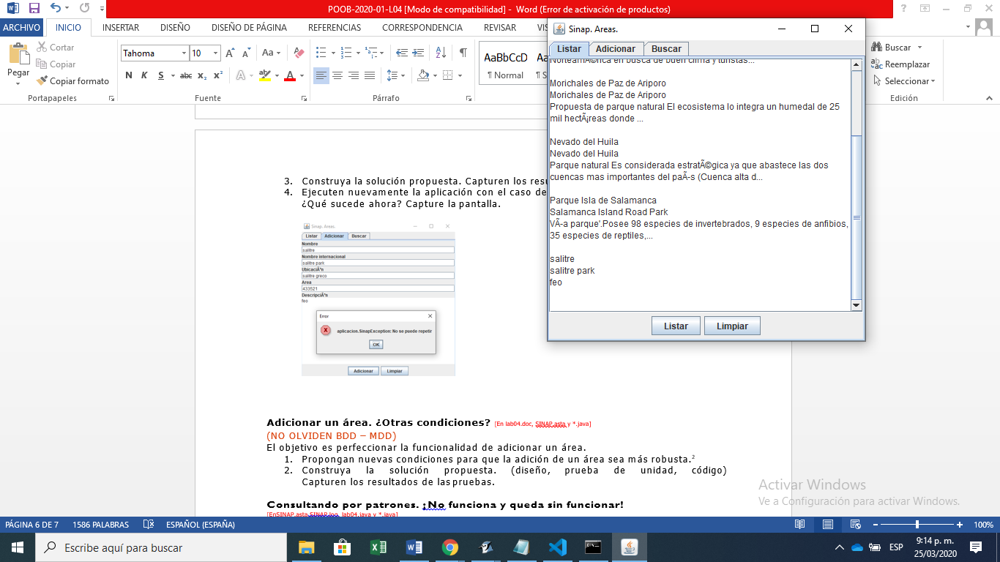 POOB-2020-01-L04 [Modo de compatibilidad] - Word (Error de activación de productos)
ARCHIVO INICIO INSERTAR DISEÑO DISEÑO DE PÁGINA REFERENCIAS CORRESPONDENCIA REVISAR VIS
Pegar
Cortar
Copiar
Copiar formato
Portapapeles
Tahoma 10
N K S abc x₂ x²
Fuente
Párrafo
AaBbCcD
¶ Normal
Buscar
Reemplazar
Seleccionar
Edición
3. Construya la solución propuesta. Capturen los resu
4. Ejecuten nuevamente la aplicación con el caso de
¿Qué sucede ahora? Capture la pantalla.
Sinap. Areas.
Listar Adicionar Buscar
Nombre
salitre
Nombre internacional
salitre park
UbicaciÃ³n
salitre greco
Area
433521
DescripciÃ³n
feo
Error
aplicacion.SinapException: No se puede repetir
OK
Adicionar Limpiar
Adicionar un área. ¿Otras condiciones? [En lab04.doc, SINAP.asta y *.java]
(NO OLVIDEN BDD – MDD)
El objetivo es perfeccionar la funcionalidad de adicionar un área.
1. Propongan nuevas condiciones para que la adición de un área sea más robusta.²
2. Construya la solución propuesta. (diseño, prueba de unidad, código)
Capturen los resultados de las pruebas.
Consultando por patrones. ¡No funciona y queda sin funcionar!
[EnSINAP.asta, SINAP.log, lab04.java y *.java]
Sinap. Areas.
Listar Adicionar Buscar
NorteamÃ©rica en busca de buen clima y turistas...
Morichales de Paz de Ariporo
Morichales de Paz de Ariporo
Propuesta de parque natural El ecosistema lo integra un humedal de 25
mil hectÃ¡reas donde ...
Nevado del Huila
Nevado del Huila
Parque natural Es considerada estratÃ©gica ya que abastece las dos
cuencas mas importantes del paÃ-s (Cuenca alta d...
Parque Isla de Salamanca
Salamanca Island Road Park
VÃ-a parque'.Posee 98 especies de invertebrados, 9 especies de anfibios,
35 especies de reptiles,...
salitre
salitre park
feo
Listar Limpiar
Activar Windows
Ve a Configuración para activar Windows.
PÁGINA 6 DE 7 1586 PALABRAS ESPAÑOL (ESPAÑA) 100%
Escribe aquí para buscar
ESP
9:14 p. m.
25/03/2020